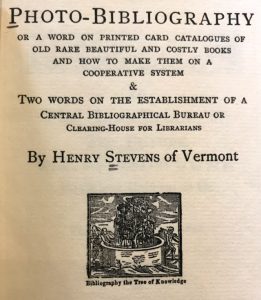 PHOTO-BIBLIOGRAPHY
OR A WORD ON PRINTED CARD CATALOGUES OF
OLD RARE BEAUTIFUL AND COSTLY BOOKS
AND HOW TO MAKE THEM ON A
COOPERATIVE SYSTEM
&
TWO WORDS ON THE ESTABLISHMENT OF A
CENTRAL BIBLIOGRAPHICAL BUREAU OR
CLEARING-HOUSE FOR LIBRARIANS
By HENRY STEVENS of VERMONT
Bibliography the Tree of Knowledge